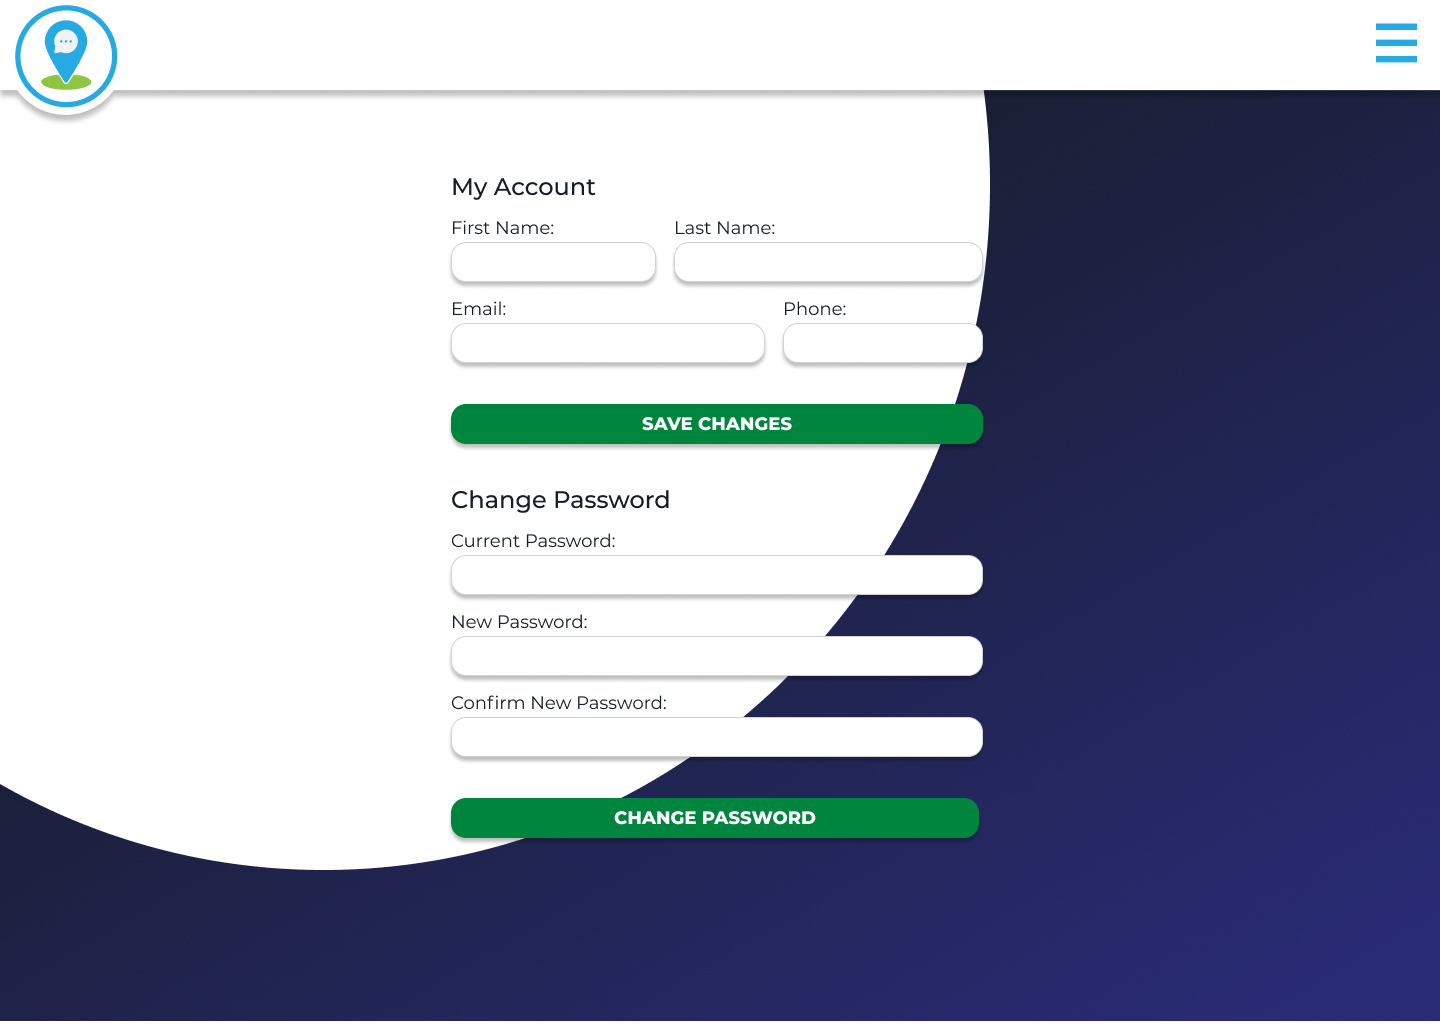 My Account
First Name: Last Name:
Email: Phone:
SAVE CHANGES
Change Password
Current Password:
New Password:
Confirm New Password:
CHANGE PASSWORD